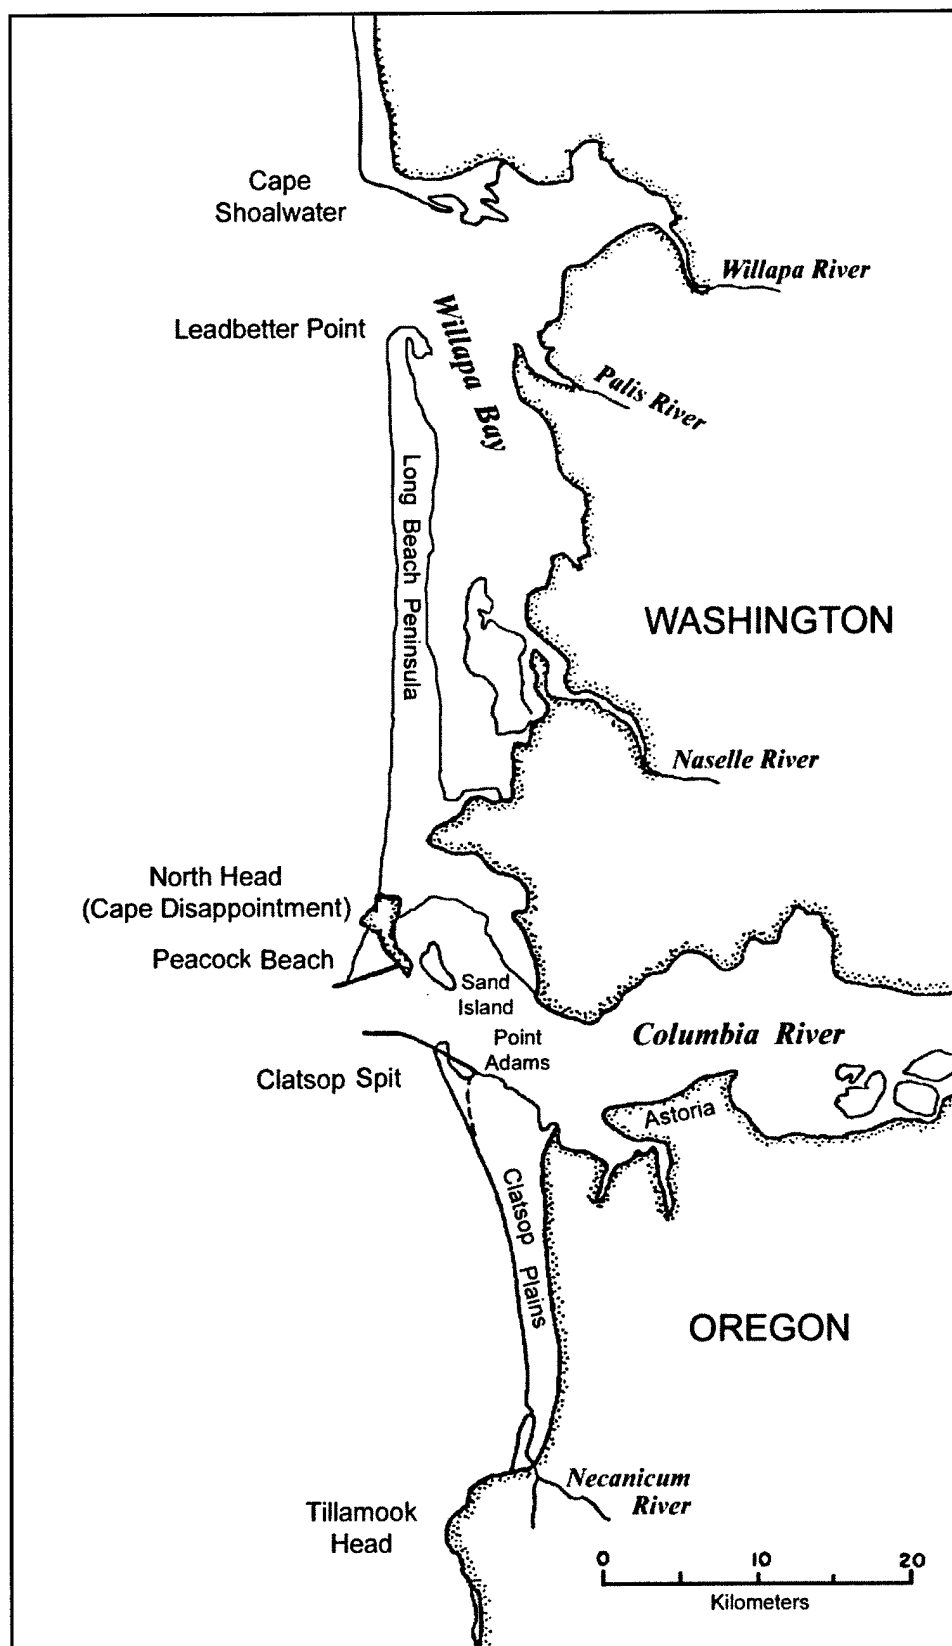 Cape
Shoalwater
Willapa River
Leadbetter Point
Willapa Bay
Palis River
Long Beach Peninsula
WASHINGTON
Naselle River
North Head
(Cape Disappointment)
Peacock Beach
Sand
Island
Columbia River
Point
Adams
Clatsop Spit
Astoria
Clatsop Plains
OREGON
Necanicum
River
Tillamook
Head
0 10 20
Kilometers